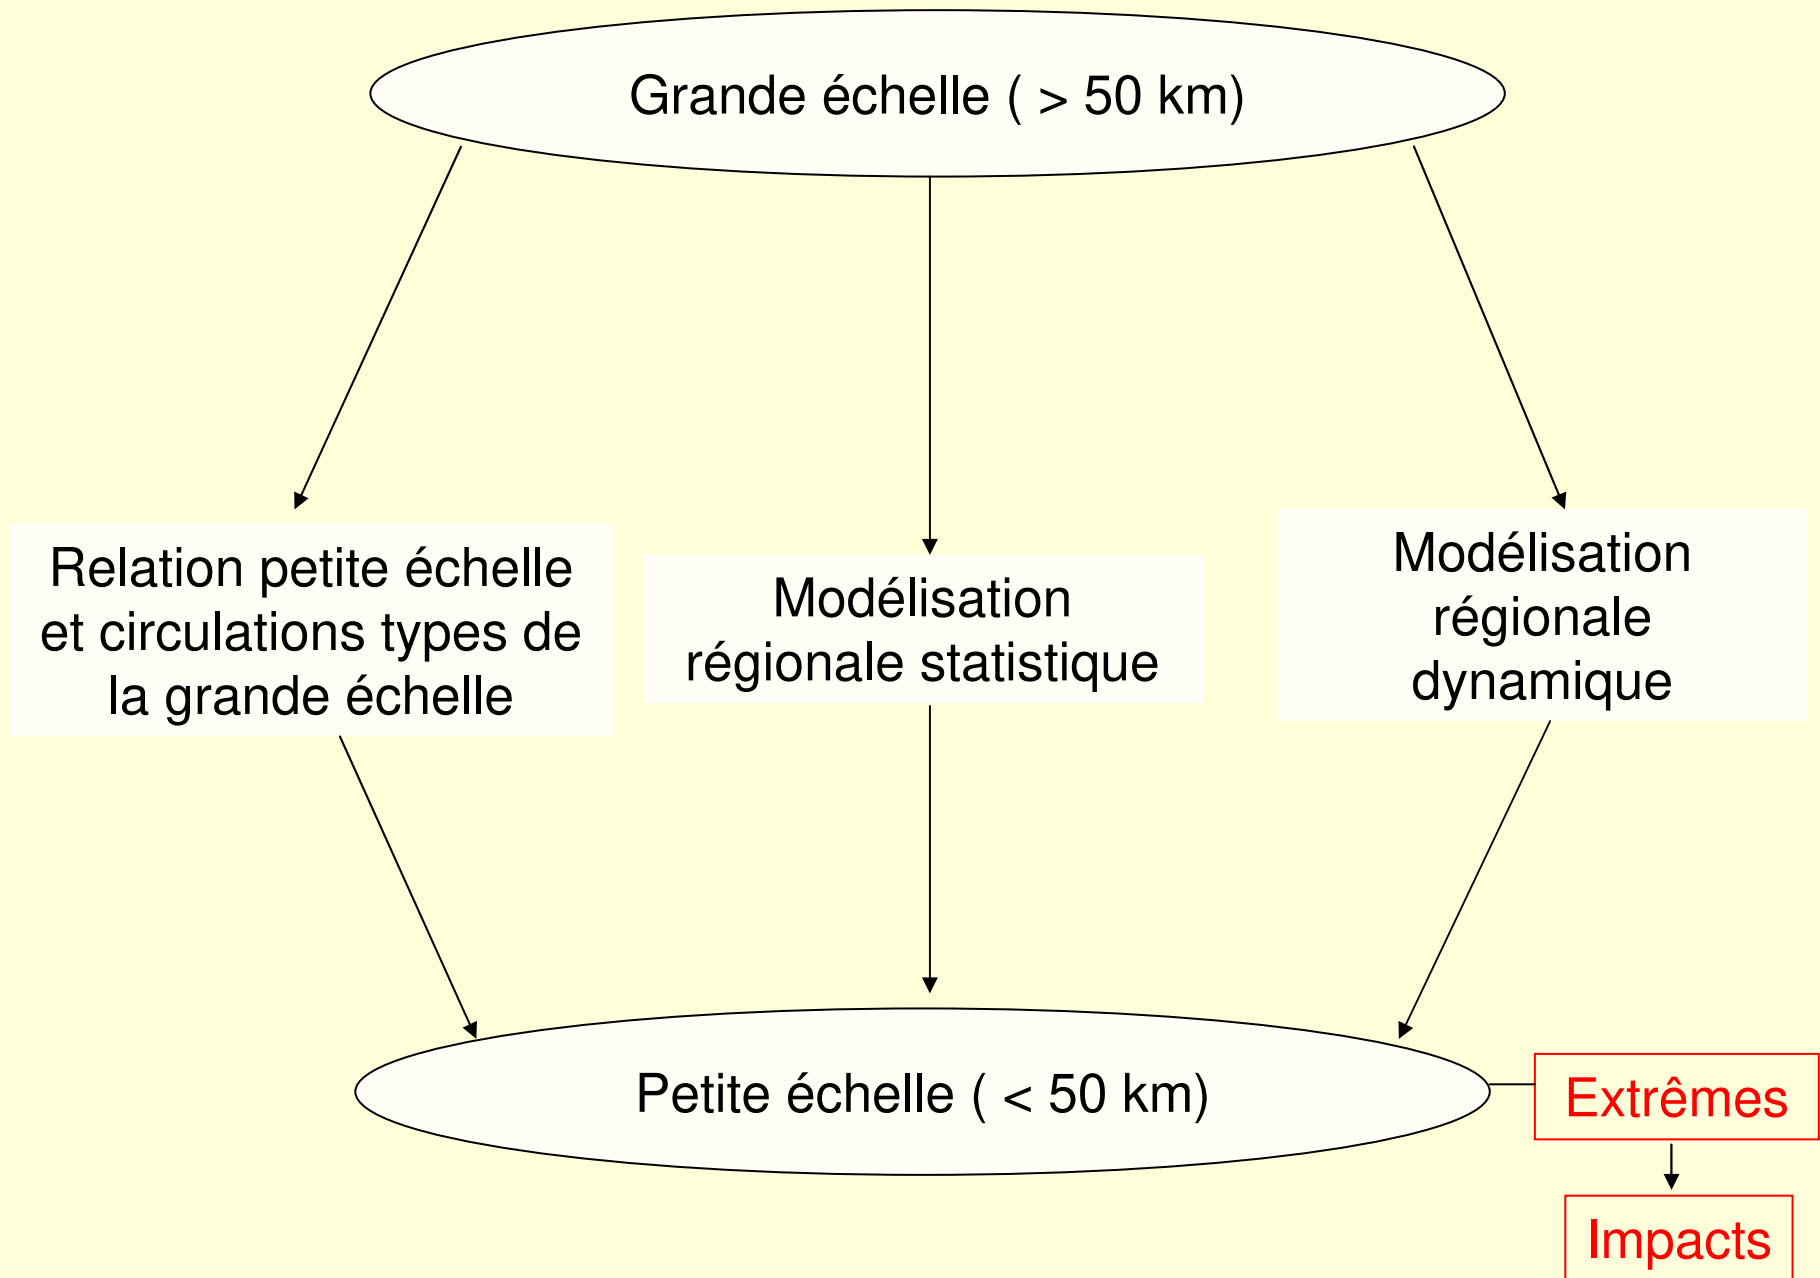 Grande échelle ( > 50 km)
Relation petite échelle
et circulations types de
la grande échelle
Modélisation
régionale statistique
Modélisation
régionale
dynamique
Petite échelle ( < 50 km)
Extrêmes
Impacts